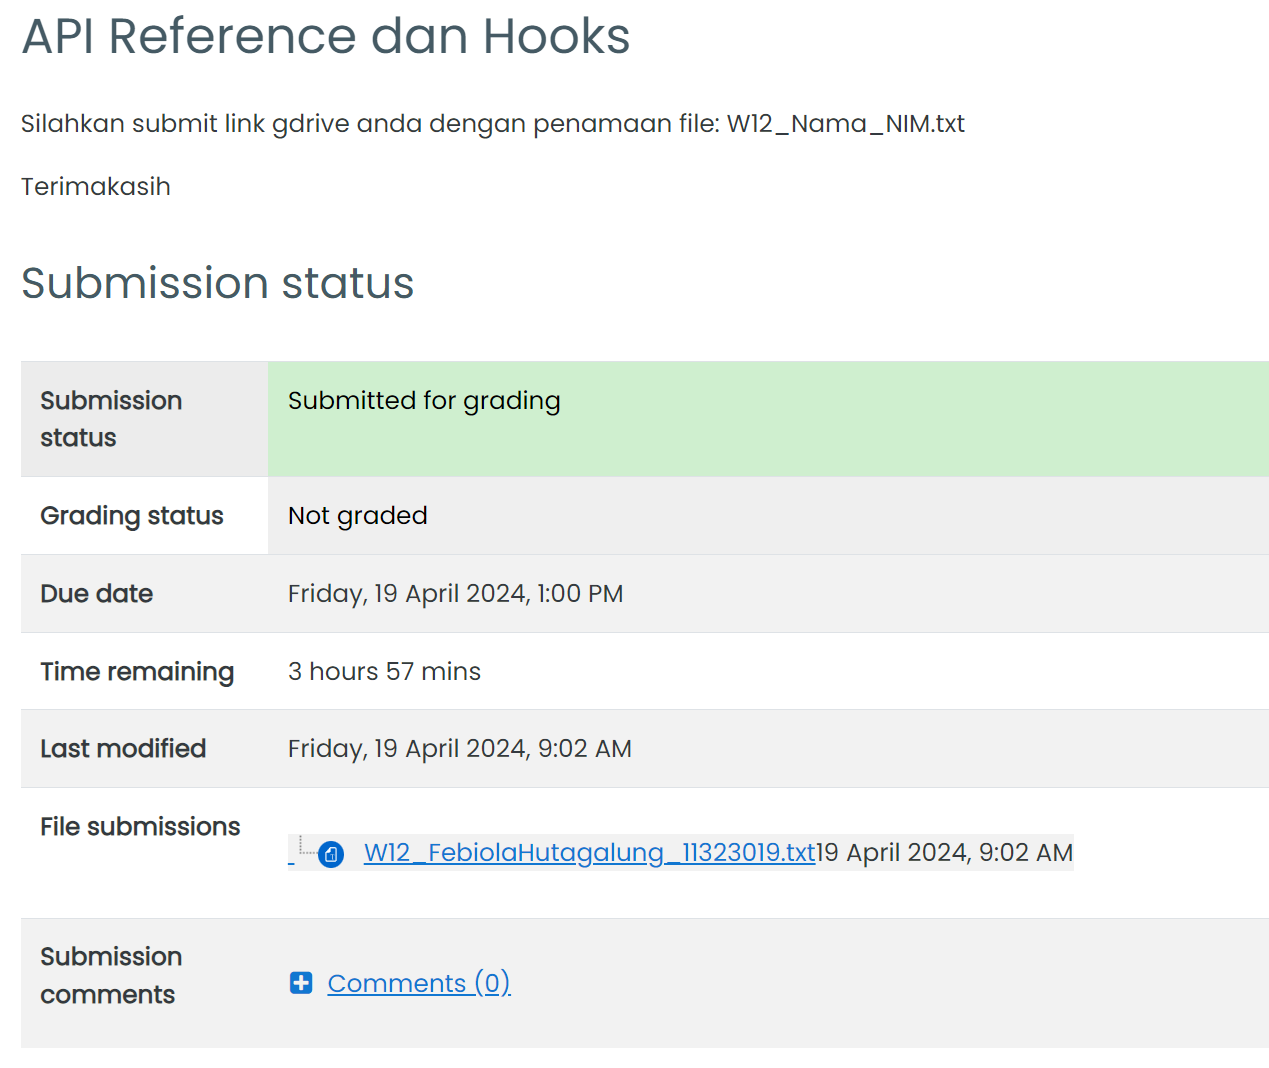 API Reference dan Hooks
Silahkan submit link gdrive anda dengan penamaan file: W12_Nama_NIM.txt
Terimakasih
Submission status
Submission status
Submitted for grading
Grading status
Not graded
Due date
Friday, 19 April 2024, 1:00 PM
Time remaining
3 hours 57 mins
Last modified
Friday, 19 April 2024, 9:02 AM
File submissions
W12_FebiolaHutagalung_11323019.txt19 April 2024, 9:02 AM
Submission comments
Comments (0)